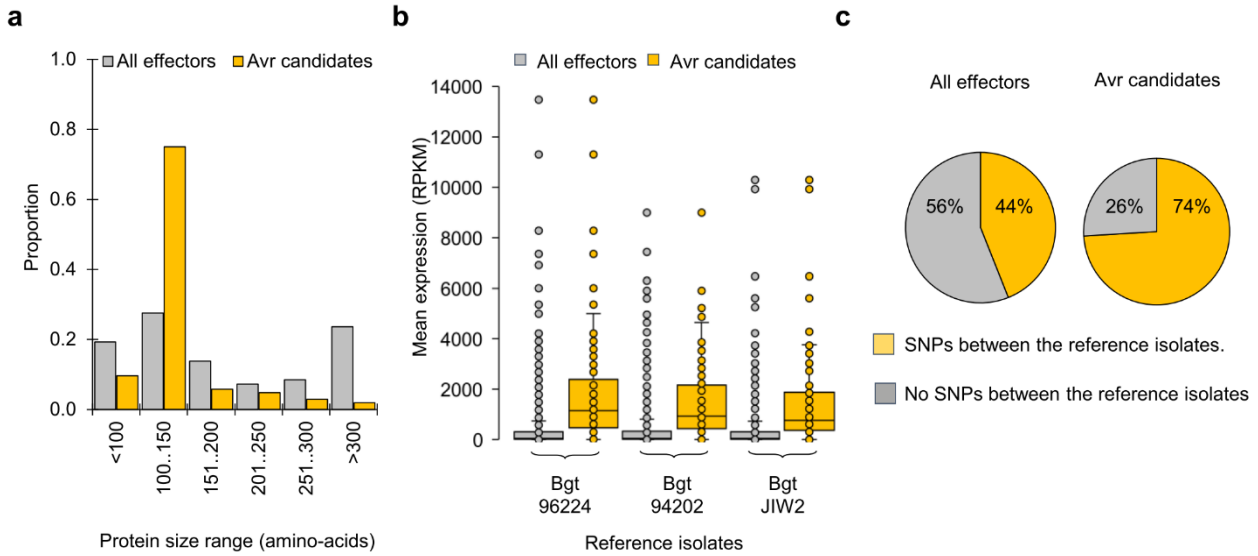 a
All effectors Avr candidates
1.0
0.8
0.6
0.4
0.2
0.0
Proportion
<100
100..150
151..200
201..250
251..300
>300
Protein size range (amino-acids)
b
All effectors Avr candidates
14000
12000
10000
8000
6000
4000
2000
0
Mean expression (RPKM)
Bgt
96224
Bgt
94202
Bgt
JIW2
Reference isolates
c
All effectors
Avr candidates
56%
44%
26%
74%
SNPs between the reference isolates.
No SNPs between the reference isolates